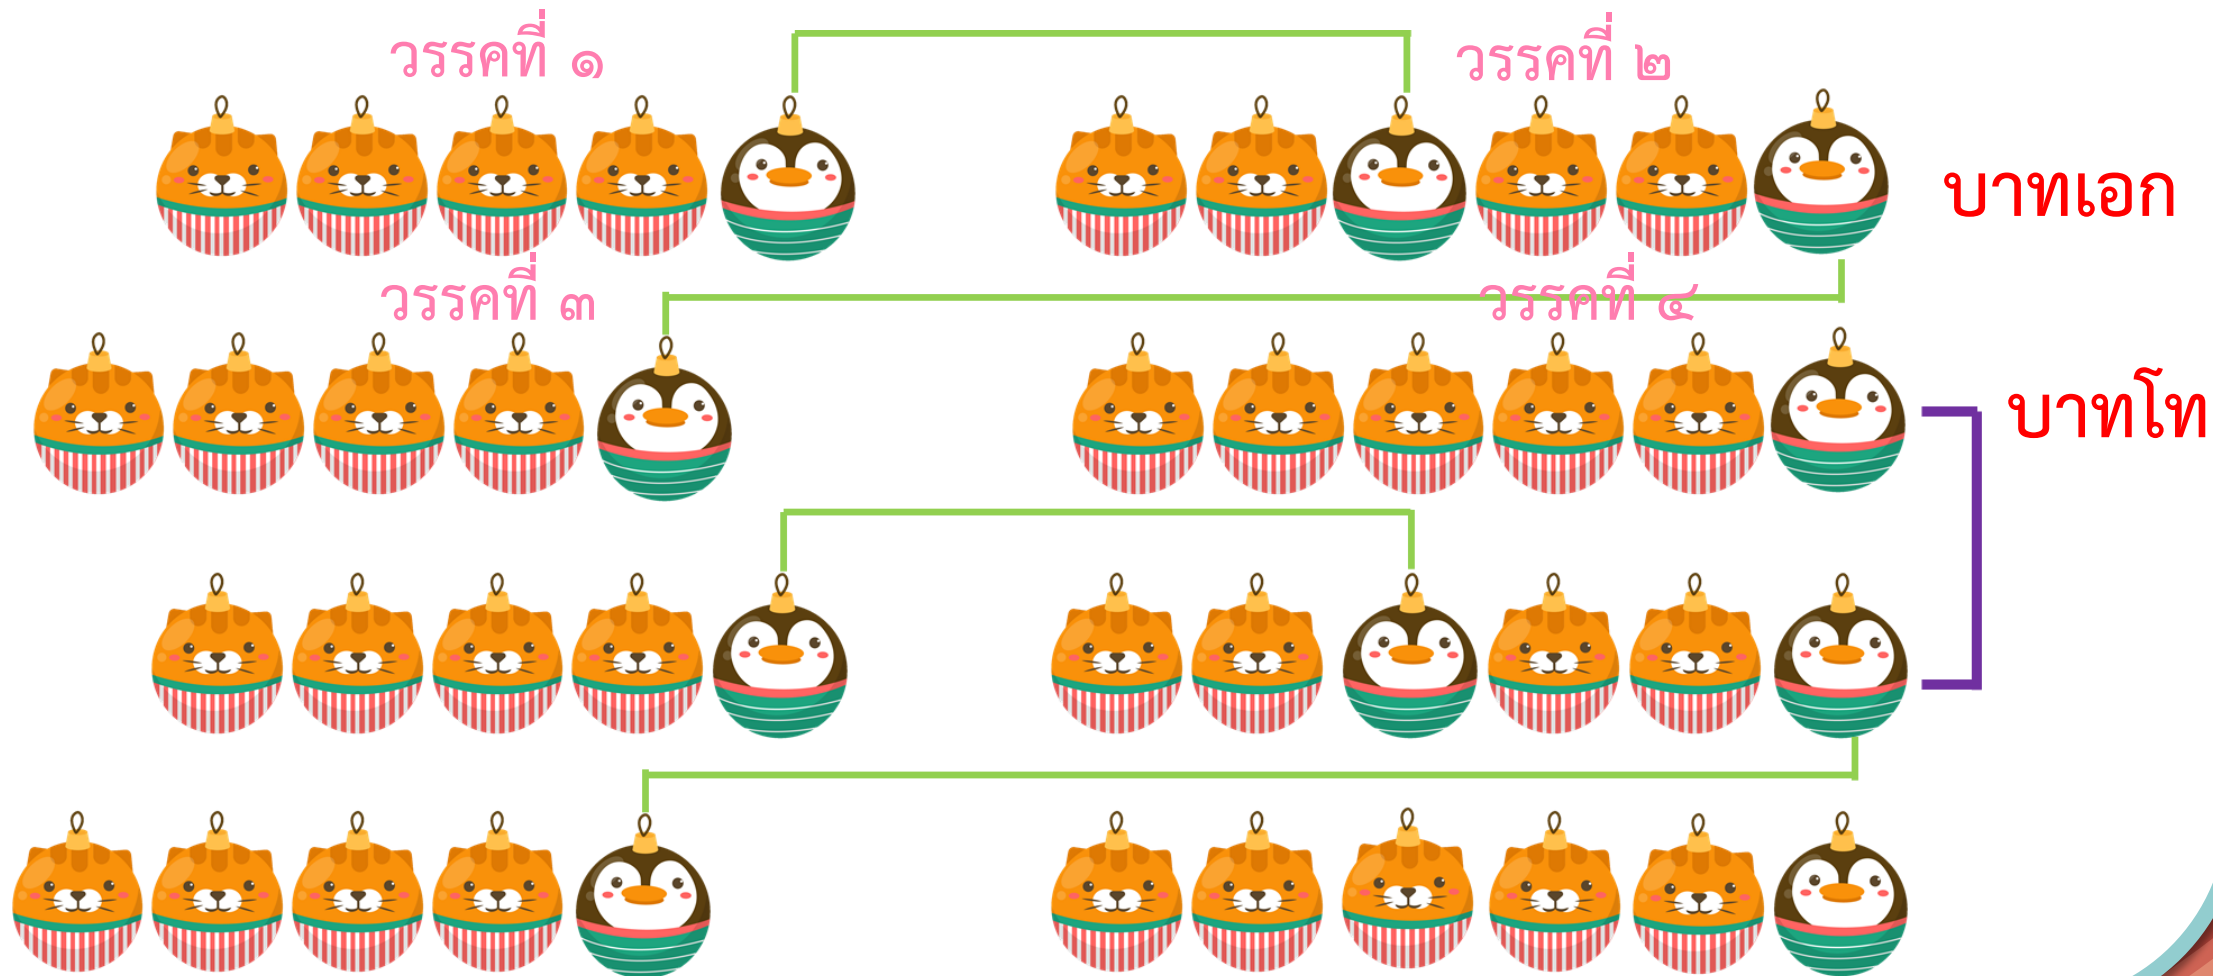 วรรคที่ ๑
วรรคที่ ๒
บาทเอก
วรรคที่ ๓
วรรคที่ ๔
บาทโท